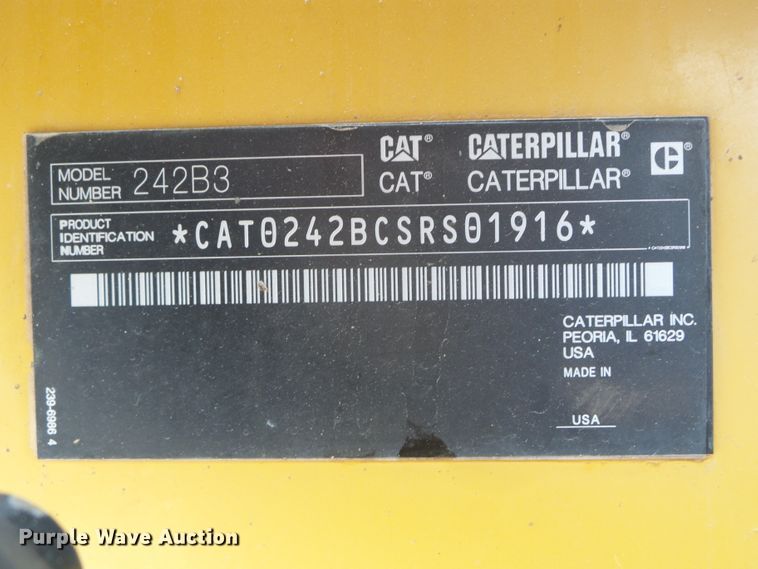 CAT® CATERPILLAR®
CAT® CATERPILLAR®
MODEL NUMBER 242B3
PRODUCT IDENTIFICATION NUMBER *CAT0242BCSRS01916*
CATERPILLAR INC.
PEORIA, IL 61629
USA
MADE IN
USA
239-6966 4
Purple Wave Auction